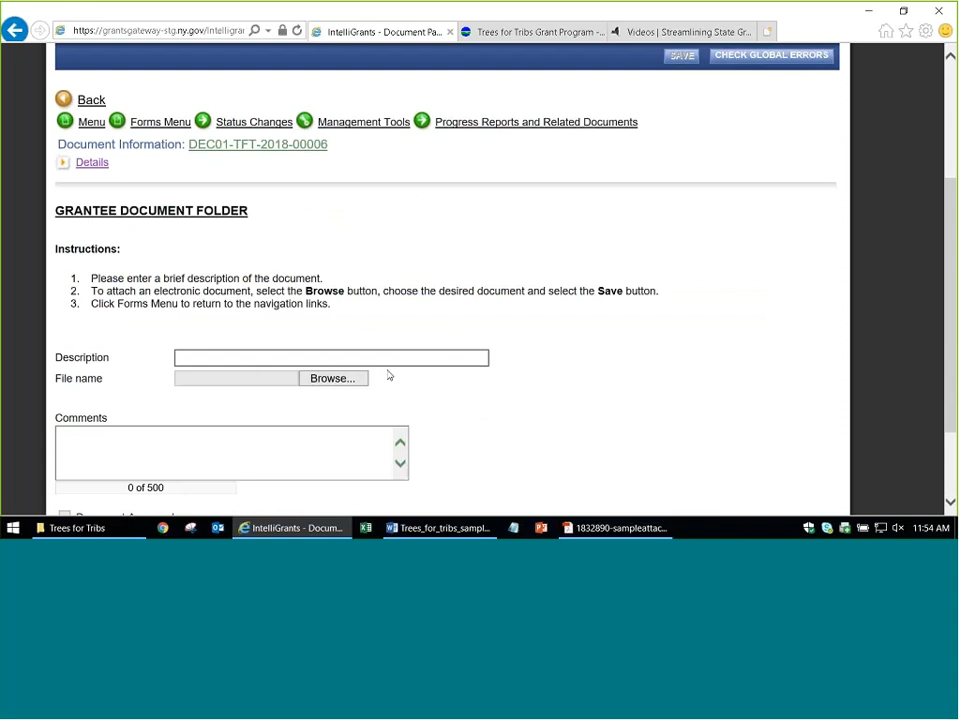 https://grantsgateway-stg.ny.gov/Intelligrai
IntelliGrants - Document Pa...
Trees for Tribs Grant Program -...
Videos | Streamlining State Gr...
SAVE
CHECK GLOBAL ERRORS
Back
Menu
Forms Menu
Status Changes
Management Tools
Progress Reports and Related Documents
Document Information: DEC01-TFT-2018-00006
Details
GRANTEE DOCUMENT FOLDER
Instructions:
1. Please enter a brief description of the document.
2. To attach an electronic document, select the Browse button, choose the desired document and select the Save button.
3. Click Forms Menu to return to the navigation links.
Description
File name
Browse...
Comments
0 of 500
Trees for Tribs
IntelliGrants - Docum...
Trees_for_tribs_sampl...
1832890-sampleattac...
11:54 AM